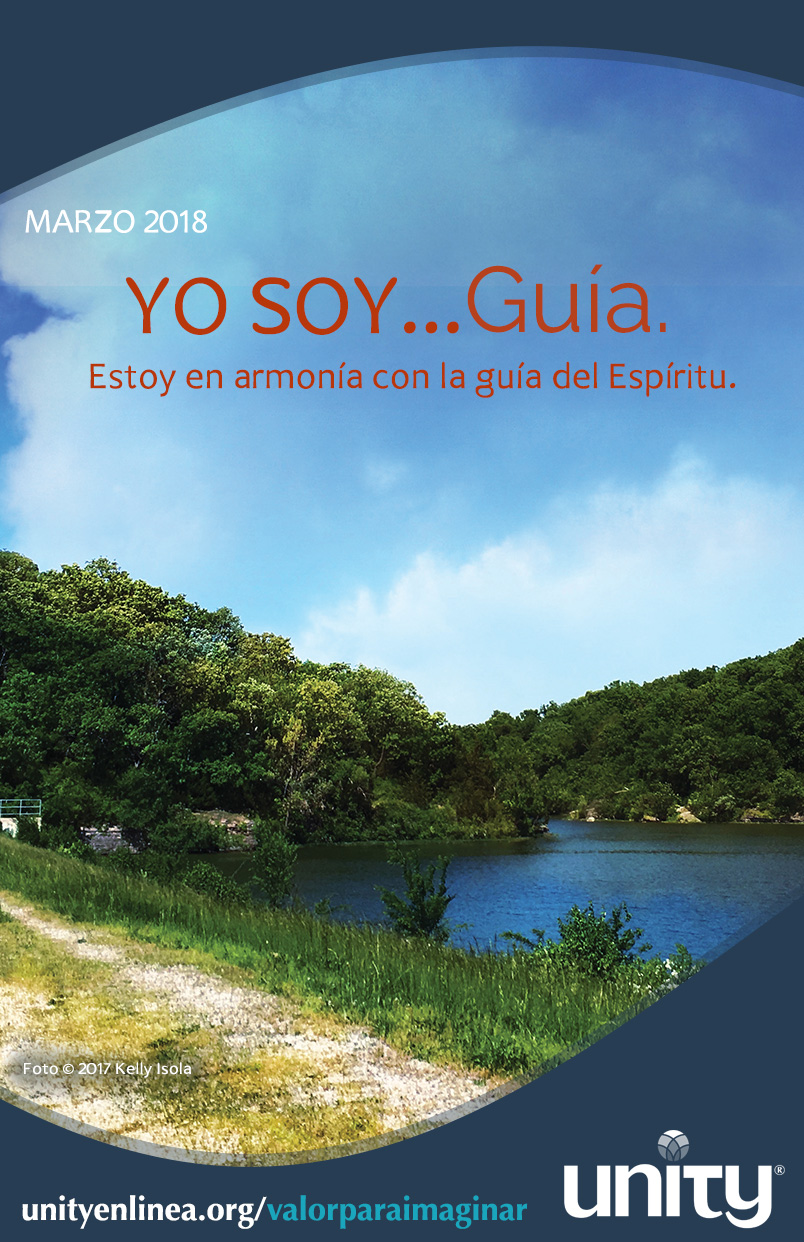 MARZO 2018
YO SOY...Guía.
Estoy en armonía con la guía del Espíritu.
Foto © 2017 Kelly Isola
unityenlinea.org/valorparaimaginar
unity®